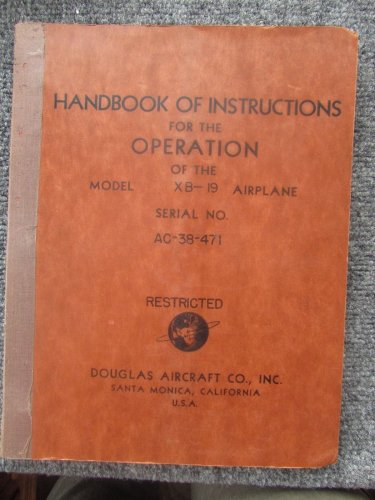 HANDBOOK OF INSTRUCTIONS
FOR THE
OPERATION
OF THE
MODEL XB-19 AIRPLANE
SERIAL NO.
AC-38-471
RESTRICTED
DOUGLAS AIRCRAFT CO., INC.
SANTA MONICA, CALIFORNIA
U.S.A.